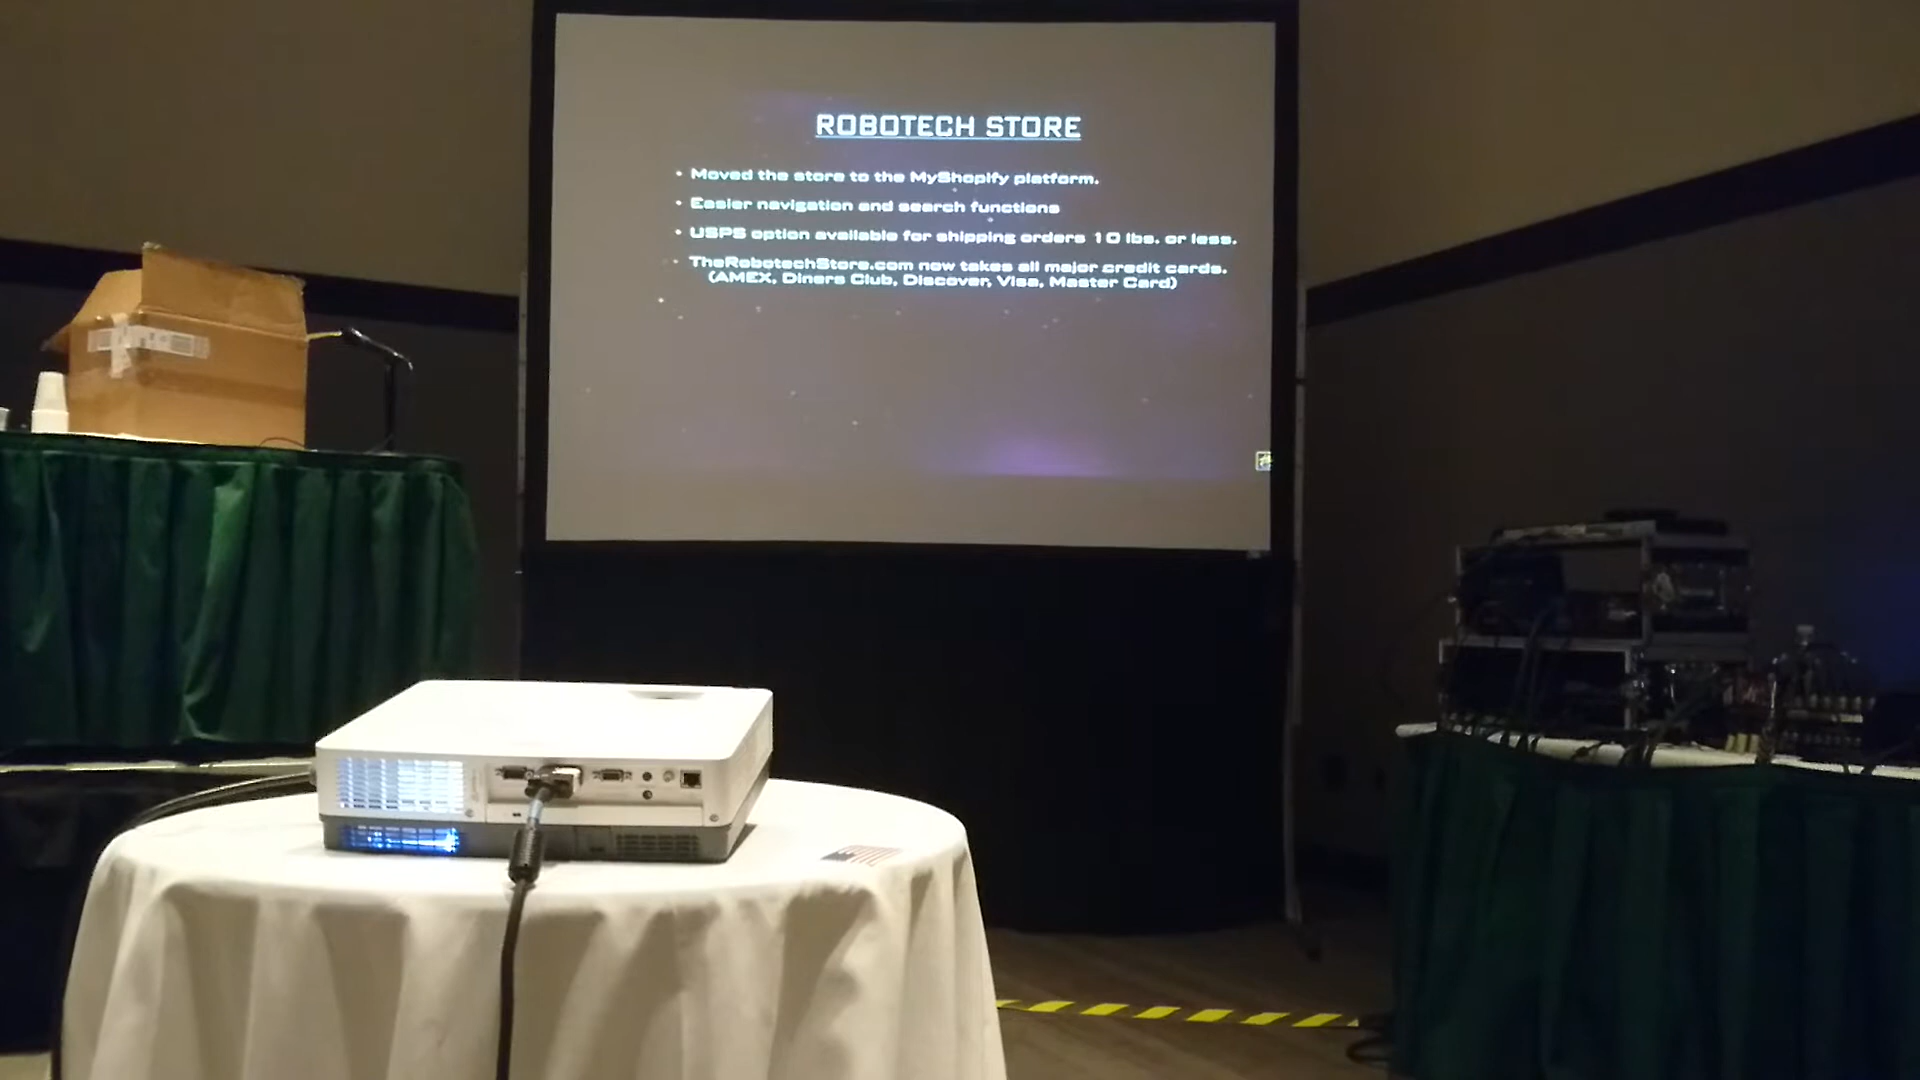 ROBOTECH STORE
• Moved the store to the MyShopify platform.
• Easier navigation and search functions
• USPS option available for shipping orders 10 lbs. or less.
• TheRobotechStore.com now takes all major credit cards.
(AMEX, Diners Club, Discover, Visa, Master Card)